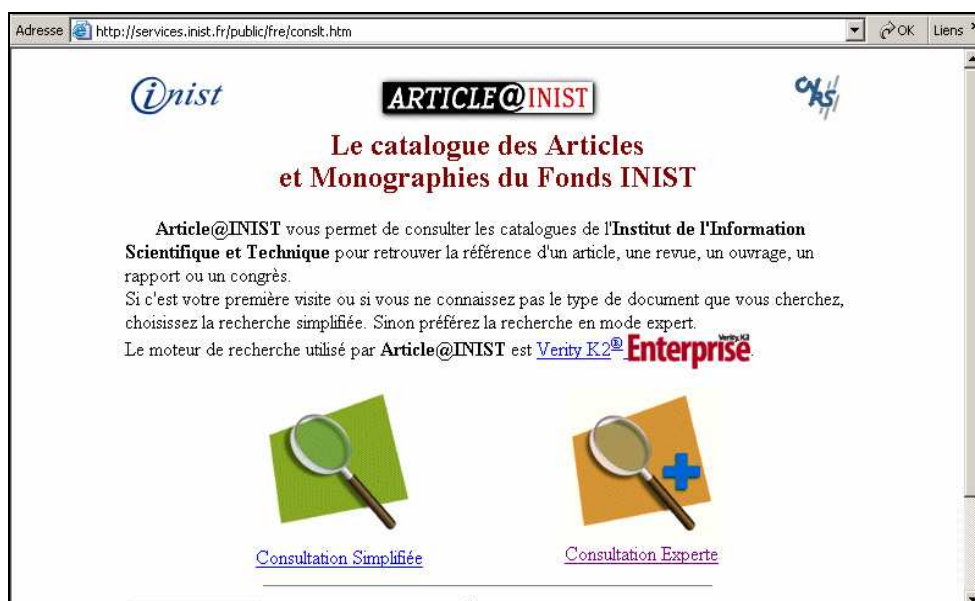 Adresse http://services.inist.fr/public/fre/conslt.htm OK Liens
inist ARTICLE@INIST CNRS
Le catalogue des Articles
et Monographies du Fonds INIST
Article@INIST vous permet de consulter les catalogues de l'Institut de l'Information
Scientifique et Technique pour retrouver la référence d'un article, une revue, un ouvrage, un
rapport ou un congrès.
Si c'est votre première visite ou si vous ne connaissez pas le type de document que vous cherchez,
choisissez la recherche simplifiée. Sinon préférez la recherche en mode expert.
Le moteur de recherche utilisé par Article@INIST est Verity K2® Verity K2 Enterprise.
Consultation Simplifiée Consultation Experte